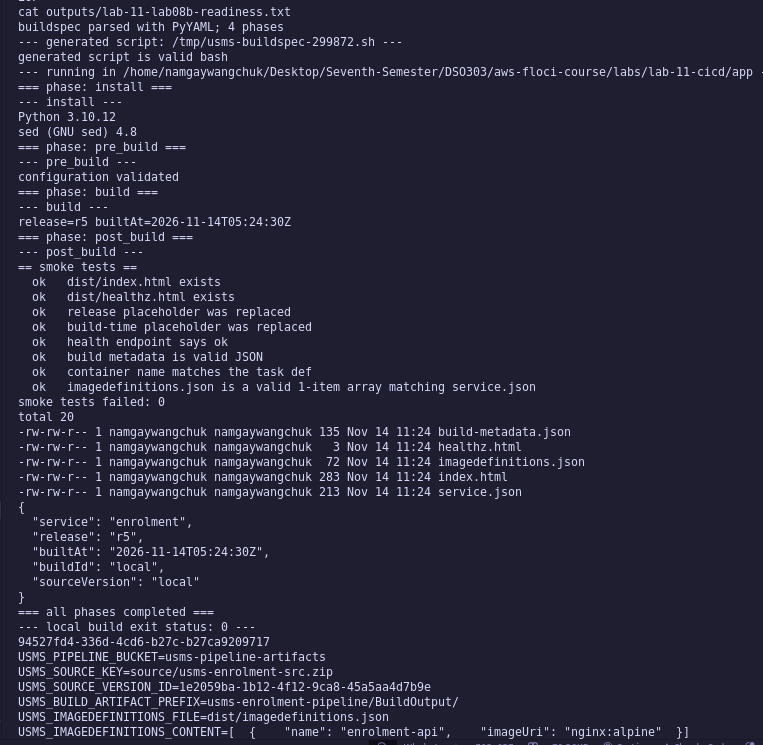 cat outputs/lab-11-lab08b-readiness.txt
buildspec parsed with PyYAML; 4 phases
--- generated script: /tmp/usms-buildspec-299872.sh ---
generated script is valid bash
--- running in /home/namgaywangchuk/Desktop/Seventh-Semester/DSO303/aws-floci-course/labs/lab-11-cicd/app -
=== phase: install ===
--- install ---
Python 3.10.12
sed (GNU sed) 4.8
=== phase: pre_build ===
--- pre_build ---
configuration validated
=== phase: build ===
--- build ---
release=r5 builtAt=2026-11-14T05:24:30Z
=== phase: post_build ===
--- post_build ---
== smoke tests ==
  ok   dist/index.html exists
  ok   dist/healthz.html exists
  ok   release placeholder was replaced
  ok   build-time placeholder was replaced
  ok   health endpoint says ok
  ok   build metadata is valid JSON
  ok   container name matches the task def
  ok   imagedefinitions.json is a valid 1-item array matching service.json
smoke tests failed: 0
total 20
-rw-rw-r-- 1 namgaywangchuk namgaywangchuk 135 Nov 14 11:24 build-metadata.json
-rw-rw-r-- 1 namgaywangchuk namgaywangchuk   3 Nov 14 11:24 healthz.html
-rw-rw-r-- 1 namgaywangchuk namgaywangchuk  72 Nov 14 11:24 imagedefinitions.json
-rw-rw-r-- 1 namgaywangchuk namgaywangchuk 283 Nov 14 11:24 index.html
-rw-rw-r-- 1 namgaywangchuk namgaywangchuk 213 Nov 14 11:24 service.json
{
  "service": "enrolment",
  "release": "r5",
  "builtAt": "2026-11-14T05:24:30Z",
  "buildId": "local",
  "sourceVersion": "local"
}
=== all phases completed ===
--- local build exit status: 0 ---
94527fd4-336d-4cd6-b27c-b27ca9209717
USMS_PIPELINE_BUCKET=usms-pipeline-artifacts
USMS_SOURCE_KEY=source/usms-enrolment-src.zip
USMS_SOURCE_VERSION_ID=1e2059ba-1b12-4f12-9ca8-45a5aa4d7b9e
USMS_BUILD_ARTIFACT_PREFIX=usms-enrolment-pipeline/BuildOutput/
USMS_IMAGEDEFINITIONS_FILE=dist/imagedefinitions.json
USMS_IMAGEDEFINITIONS_CONTENT=[  {    "name": "enrolment-api",    "imageUri": "nginx:alpine"  }]